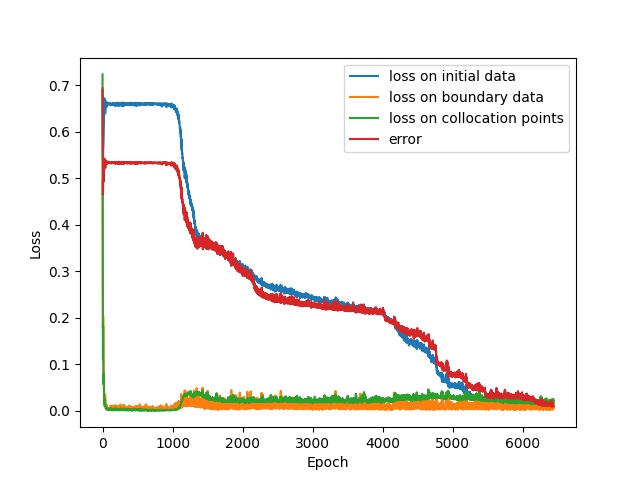 loss on initial data
loss on boundary data
loss on collocation points
error
0.7
0.6
0.5
0.4
0.3
0.2
0.1
0.0
Loss
0 1000 2000 3000 4000 5000 6000
Epoch